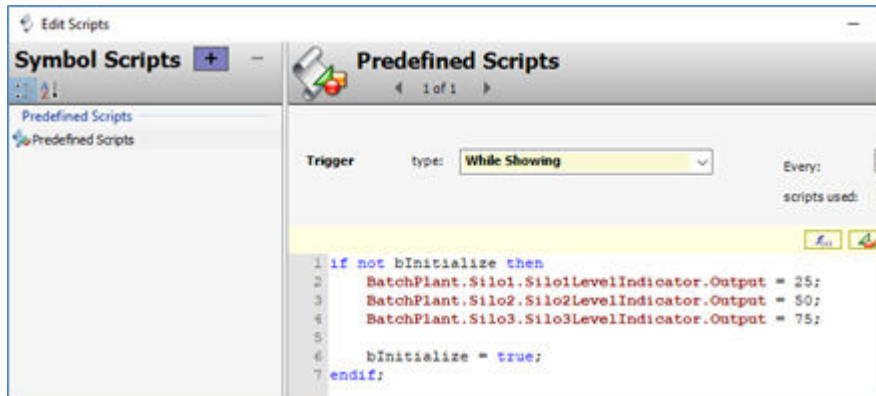 Edit Scripts
Symbol Scripts + −
Predefined Scripts
Predefined Scripts
Predefined Scripts
1 of 1
Trigger type: While Showing
Every:
scripts used:
1 if not bInitialize then
2 BatchPlant.Silo1.Silo1LevelIndicator.Output = 25;
3 BatchPlant.Silo2.Silo2LevelIndicator.Output = 50;
4 BatchPlant.Silo3.Silo3LevelIndicator.Output = 75;
5
6 bInitialize = true;
7 endif;